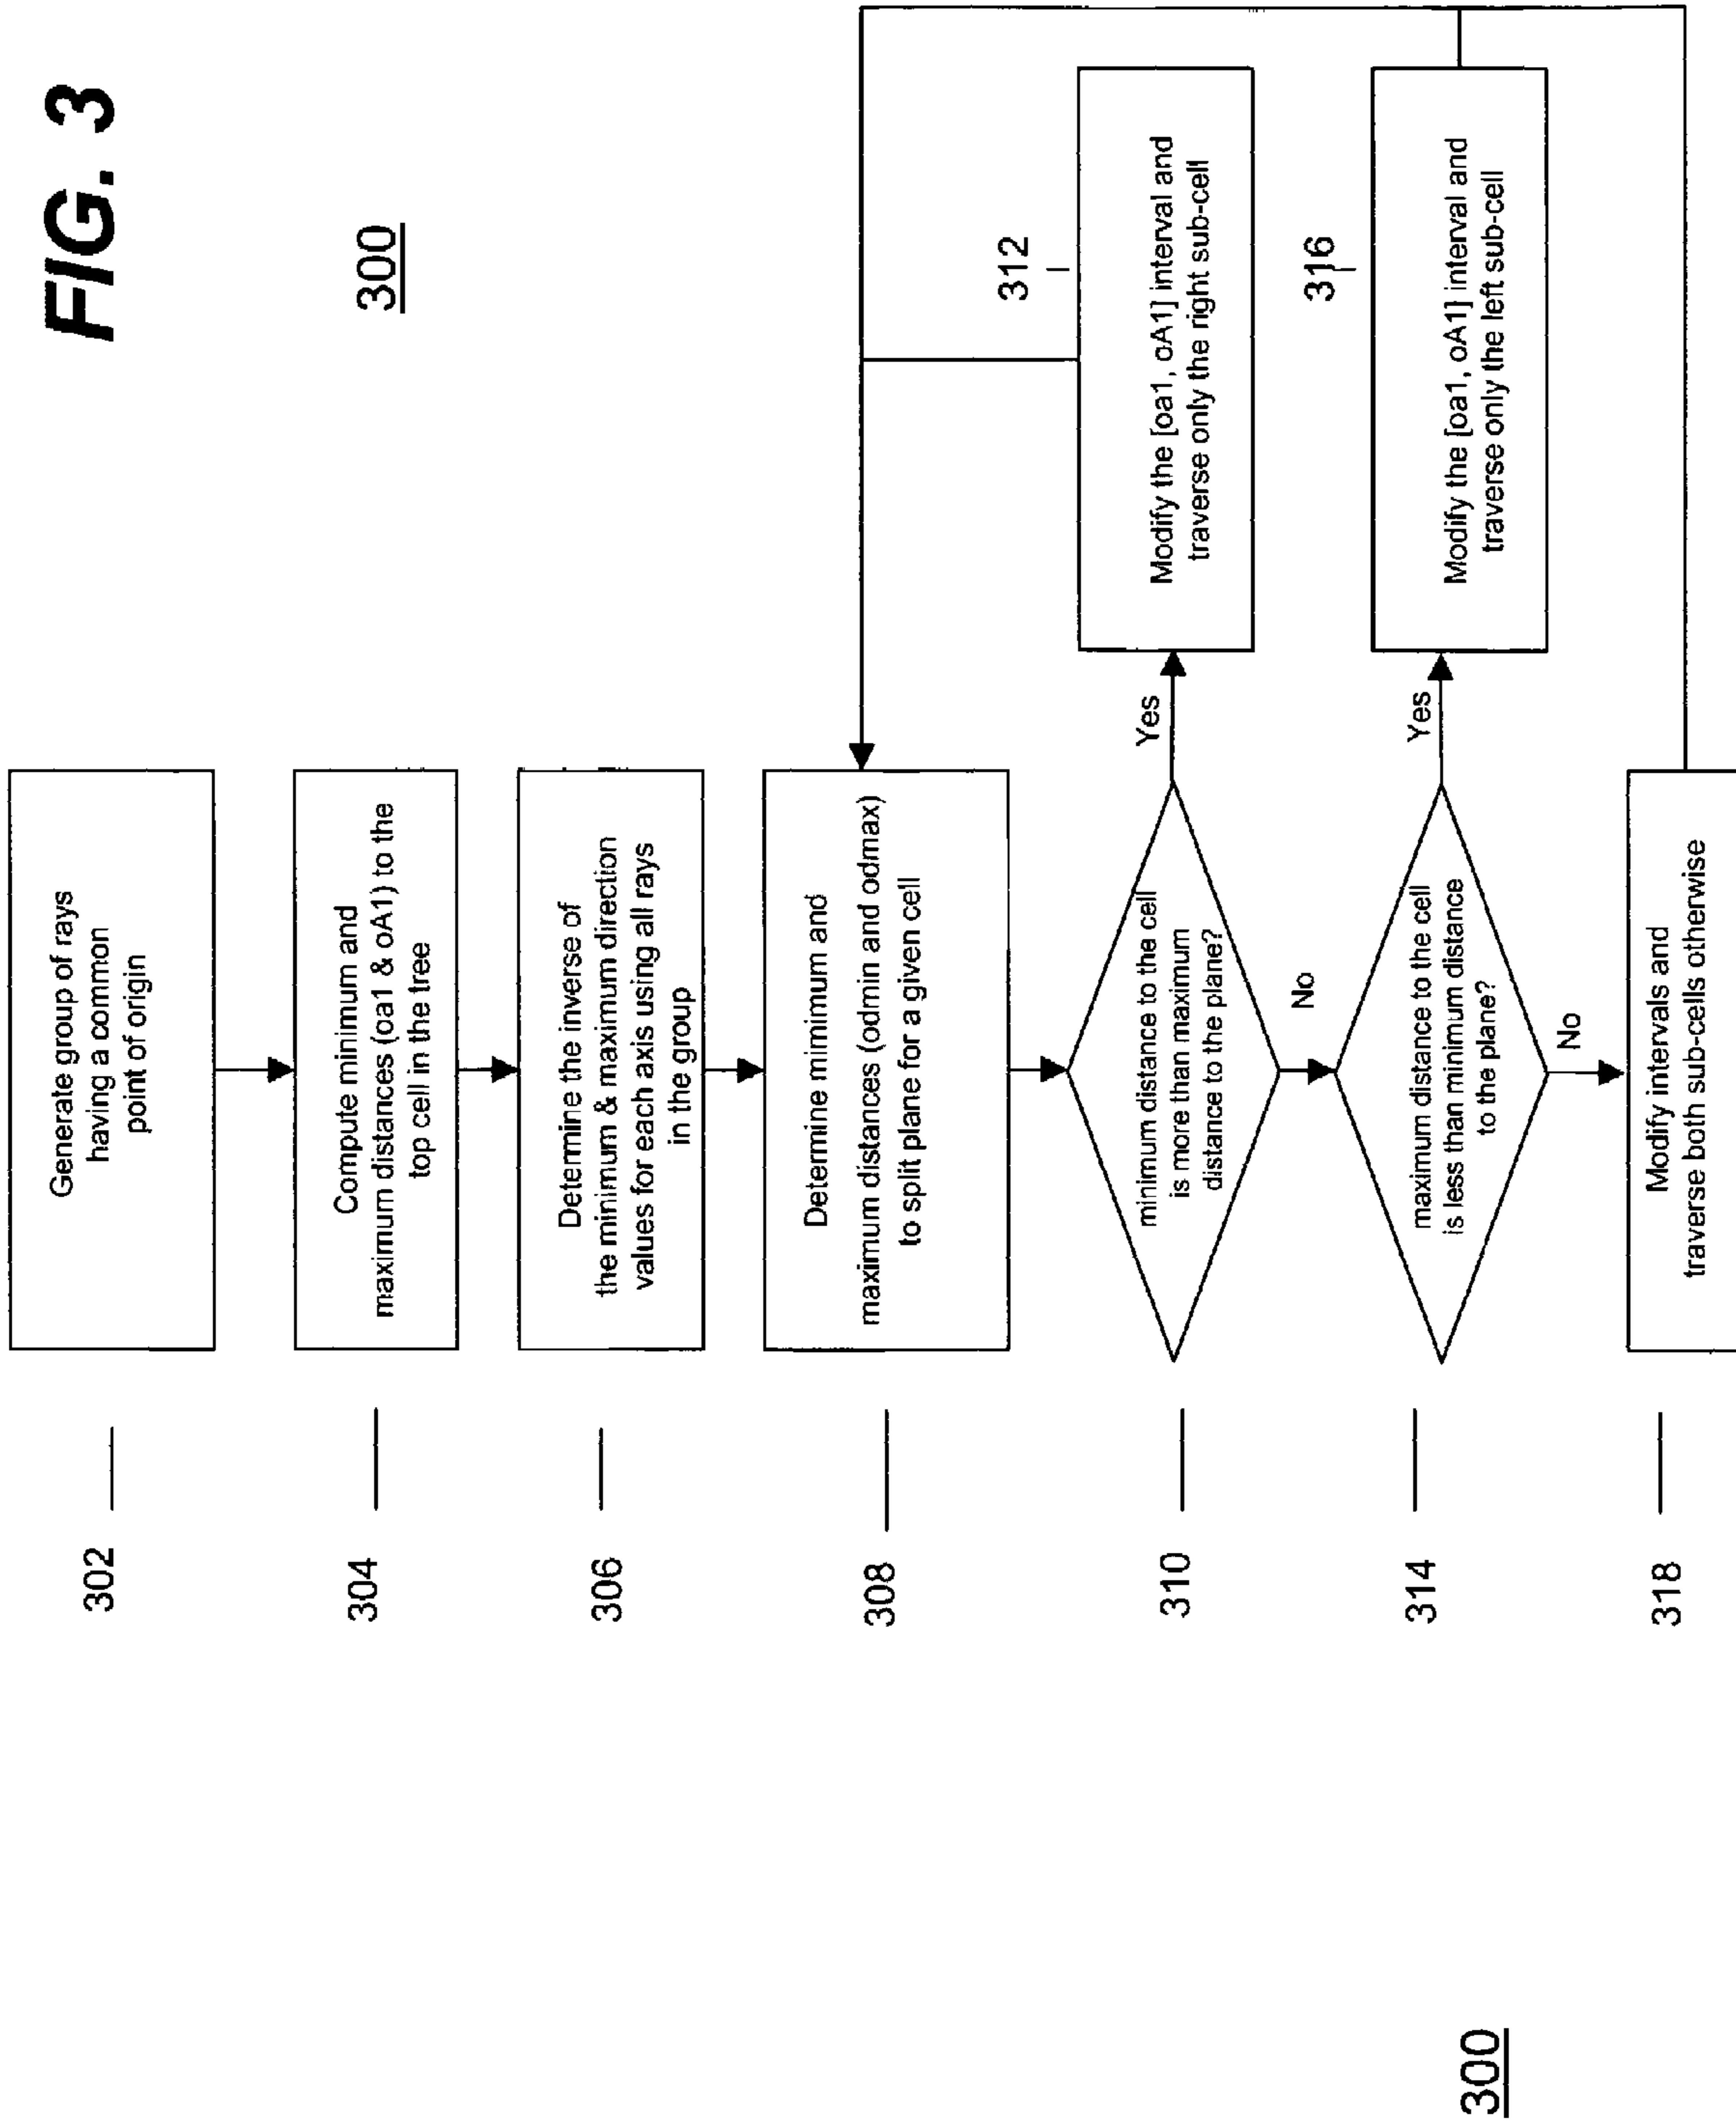 FIG. 3
300
302
Generate group of rays
having a common
point of origin
304
Compute minimum and
maximum distances (oa1 & oA1) to the
top cell in the tree
306
Determine the inverse of
the minimum & maximum direction
values for each axis using all rays
in the group
308
Determine mimimum and
maximum distances (odmin and odmax)
to split plane for a given cell
310
minimum distance to the cell
is more than maximum
distance to the plane?
Yes
No
312
Modify the [oa1, oA1] interval and
traverse only the right sub-cell
314
maximum distance to the cell
is less than minimum distance
to the plane?
Yes
No
316
Modify the [oa1, oA1] interval and
traverse only the left sub-cell
318
Modify intervals and
traverse both sub-cells otherwise
300